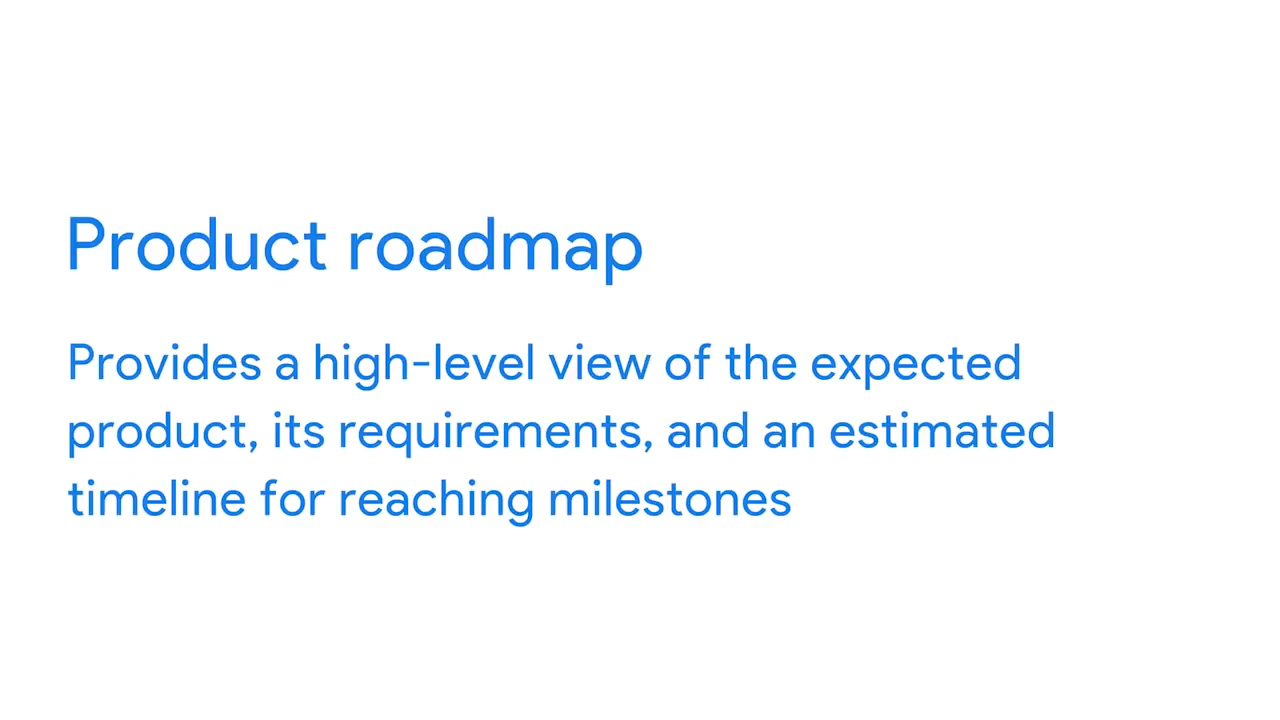 Product roadmap
Provides a high-level view of the expected
product, its requirements, and an estimated
timeline for reaching milestones